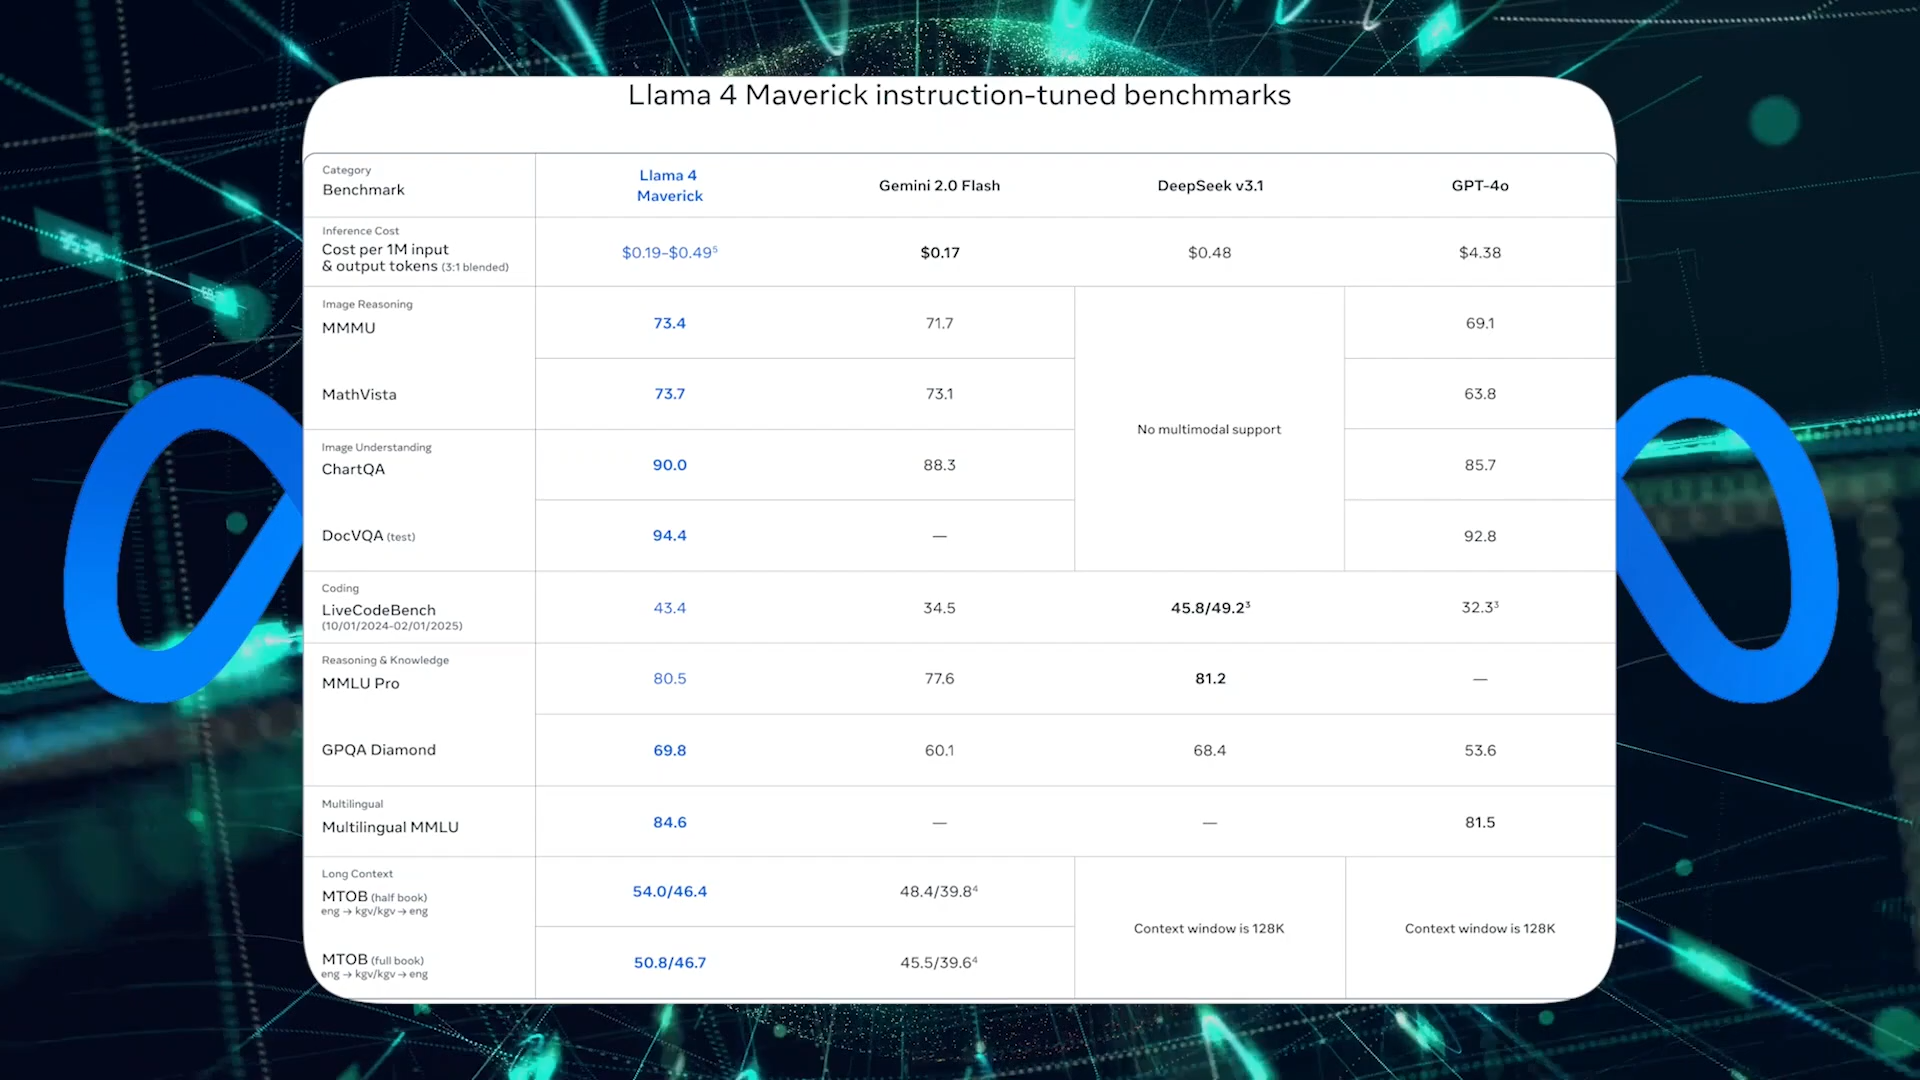 Llama 4 Maverick instruction-tuned benchmarks
Category
Benchmark
Llama 4
Maverick
Gemini 2.0 Flash
DeepSeek v3.1
GPT-4o
Inference Cost
Cost per 1M input
& output tokens (3:1 blended)
$0.19-$0.49⁵
$0.17
$0.48
$4.38
Image Reasoning
MMMU
73.4
71.7
No multimodal support
69.1
MathVista
73.7
73.1
63.8
Image Understanding
ChartQA
90.0
88.3
85.7
DocVQA (test)
94.4
—
92.8
Coding
LiveCodeBench
(10/01/2024-02/01/2025)
43.4
34.5
45.8/49.2³
32.3³
Reasoning & Knowledge
MMLU Pro
80.5
77.6
81.2
—
GPQA Diamond
69.8
60.1
68.4
53.6
Multilingual
Multilingual MMLU
84.6
—
—
81.5
Long Context
MTOB (half book)
eng → kgv/kgv → eng
54.0/46.4
48.4/39.8⁴
Context window is 128K
Context window is 128K
MTOB (full book)
eng → kgv/kgv → eng
50.8/46.7
45.5/39.6⁴